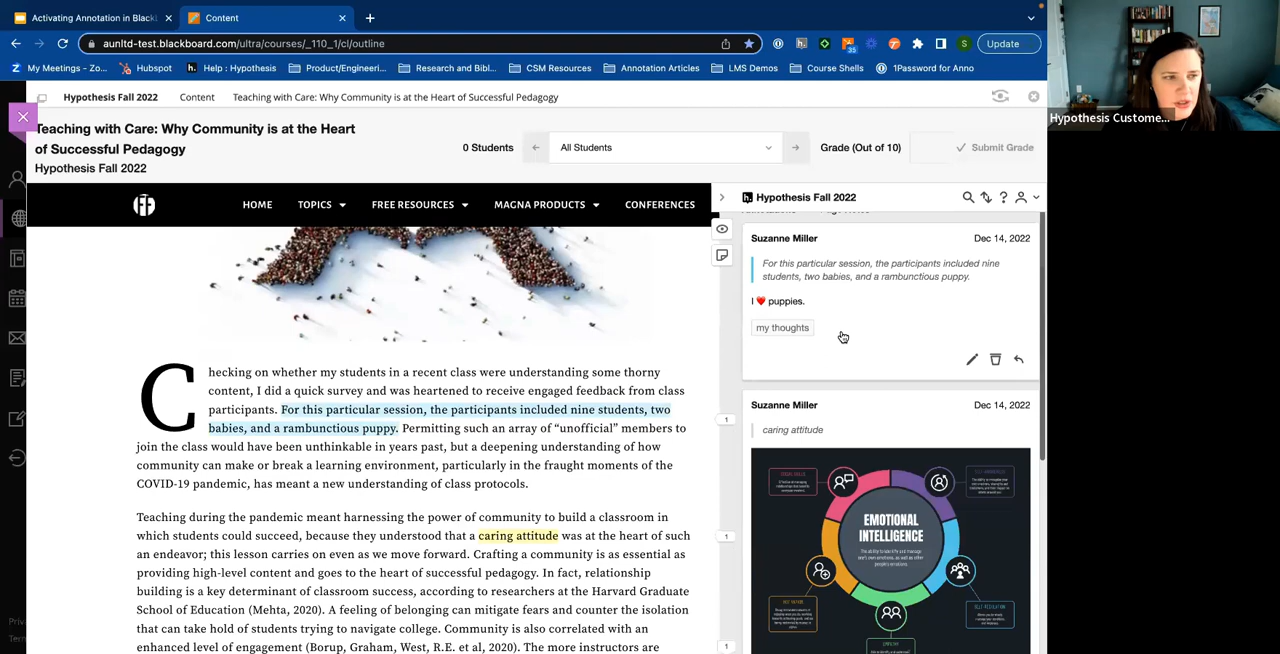 Activating Annotation in Black
Content
aunltd-test.blackboard.com/ultra/courses/_110_1/cl/outline
35
S
Update
My Meetings - Zo...
Hubspot
Help : Hypothesis
Product/Engineeri...
Research and Bibl...
CSM Resources
Annotation Articles
LMS Demos
Course Shells
1Password for Anno
Hypothesis Custome...
Hypothesis Fall 2022
Content
Teaching with Care: Why Community is at the Heart of Successful Pedagogy
Teaching with Care: Why Community is at the Heart
of Successful Pedagogy
Hypothesis Fall 2022
0 Students
All Students
Grade (Out of 10)
Submit Grade
HOME
TOPICS
FREE RESOURCES
MAGNA PRODUCTS
CONFERENCES
Checking on whether my students in a recent class were understanding some thorny
content, I did a quick survey and was heartened to receive engaged feedback from class
participants. For this particular session, the participants included nine students, two
babies, and a rambunctious puppy. Permitting such an array of “unofficial” members to
join the class would have been unthinkable in years past, but a deepening understanding of how
community can make or break a learning environment, particularly in the fraught moments of the
COVID-19 pandemic, has led to a new understanding of class protocols.
Teaching during the pandemic meant harnessing the power of community to build a classroom in
which students could succeed, because they understood that a caring attitude was at the heart of such
an endeavor; this lesson carries on even as we move forward. Crafting a community is as essential as
providing high-level content and goes to the heart of successful pedagogy. In fact, relationship
building is a key determinant of classroom success, according to research from the Harvard Graduate
School of Education (Mehta, 2020). A feeling of belonging can mitigate fears and counter the isolation
that can take hold of any worrying about the college. Community is also correlated with an
enhancement of engagement (Borup, Graham, West, et al, 2020). The more instructors are
Hypothesis Fall 2022
Suzanne Miller
Dec 14, 2022
For this particular session, the participants included nine
students, two babies, and a rambunctious puppy.
I ❤️ puppies.
my thoughts
1
Suzanne Miller
Dec 14, 2022
caring attitude
EMOTIONAL
INTELLIGENCE
1
1